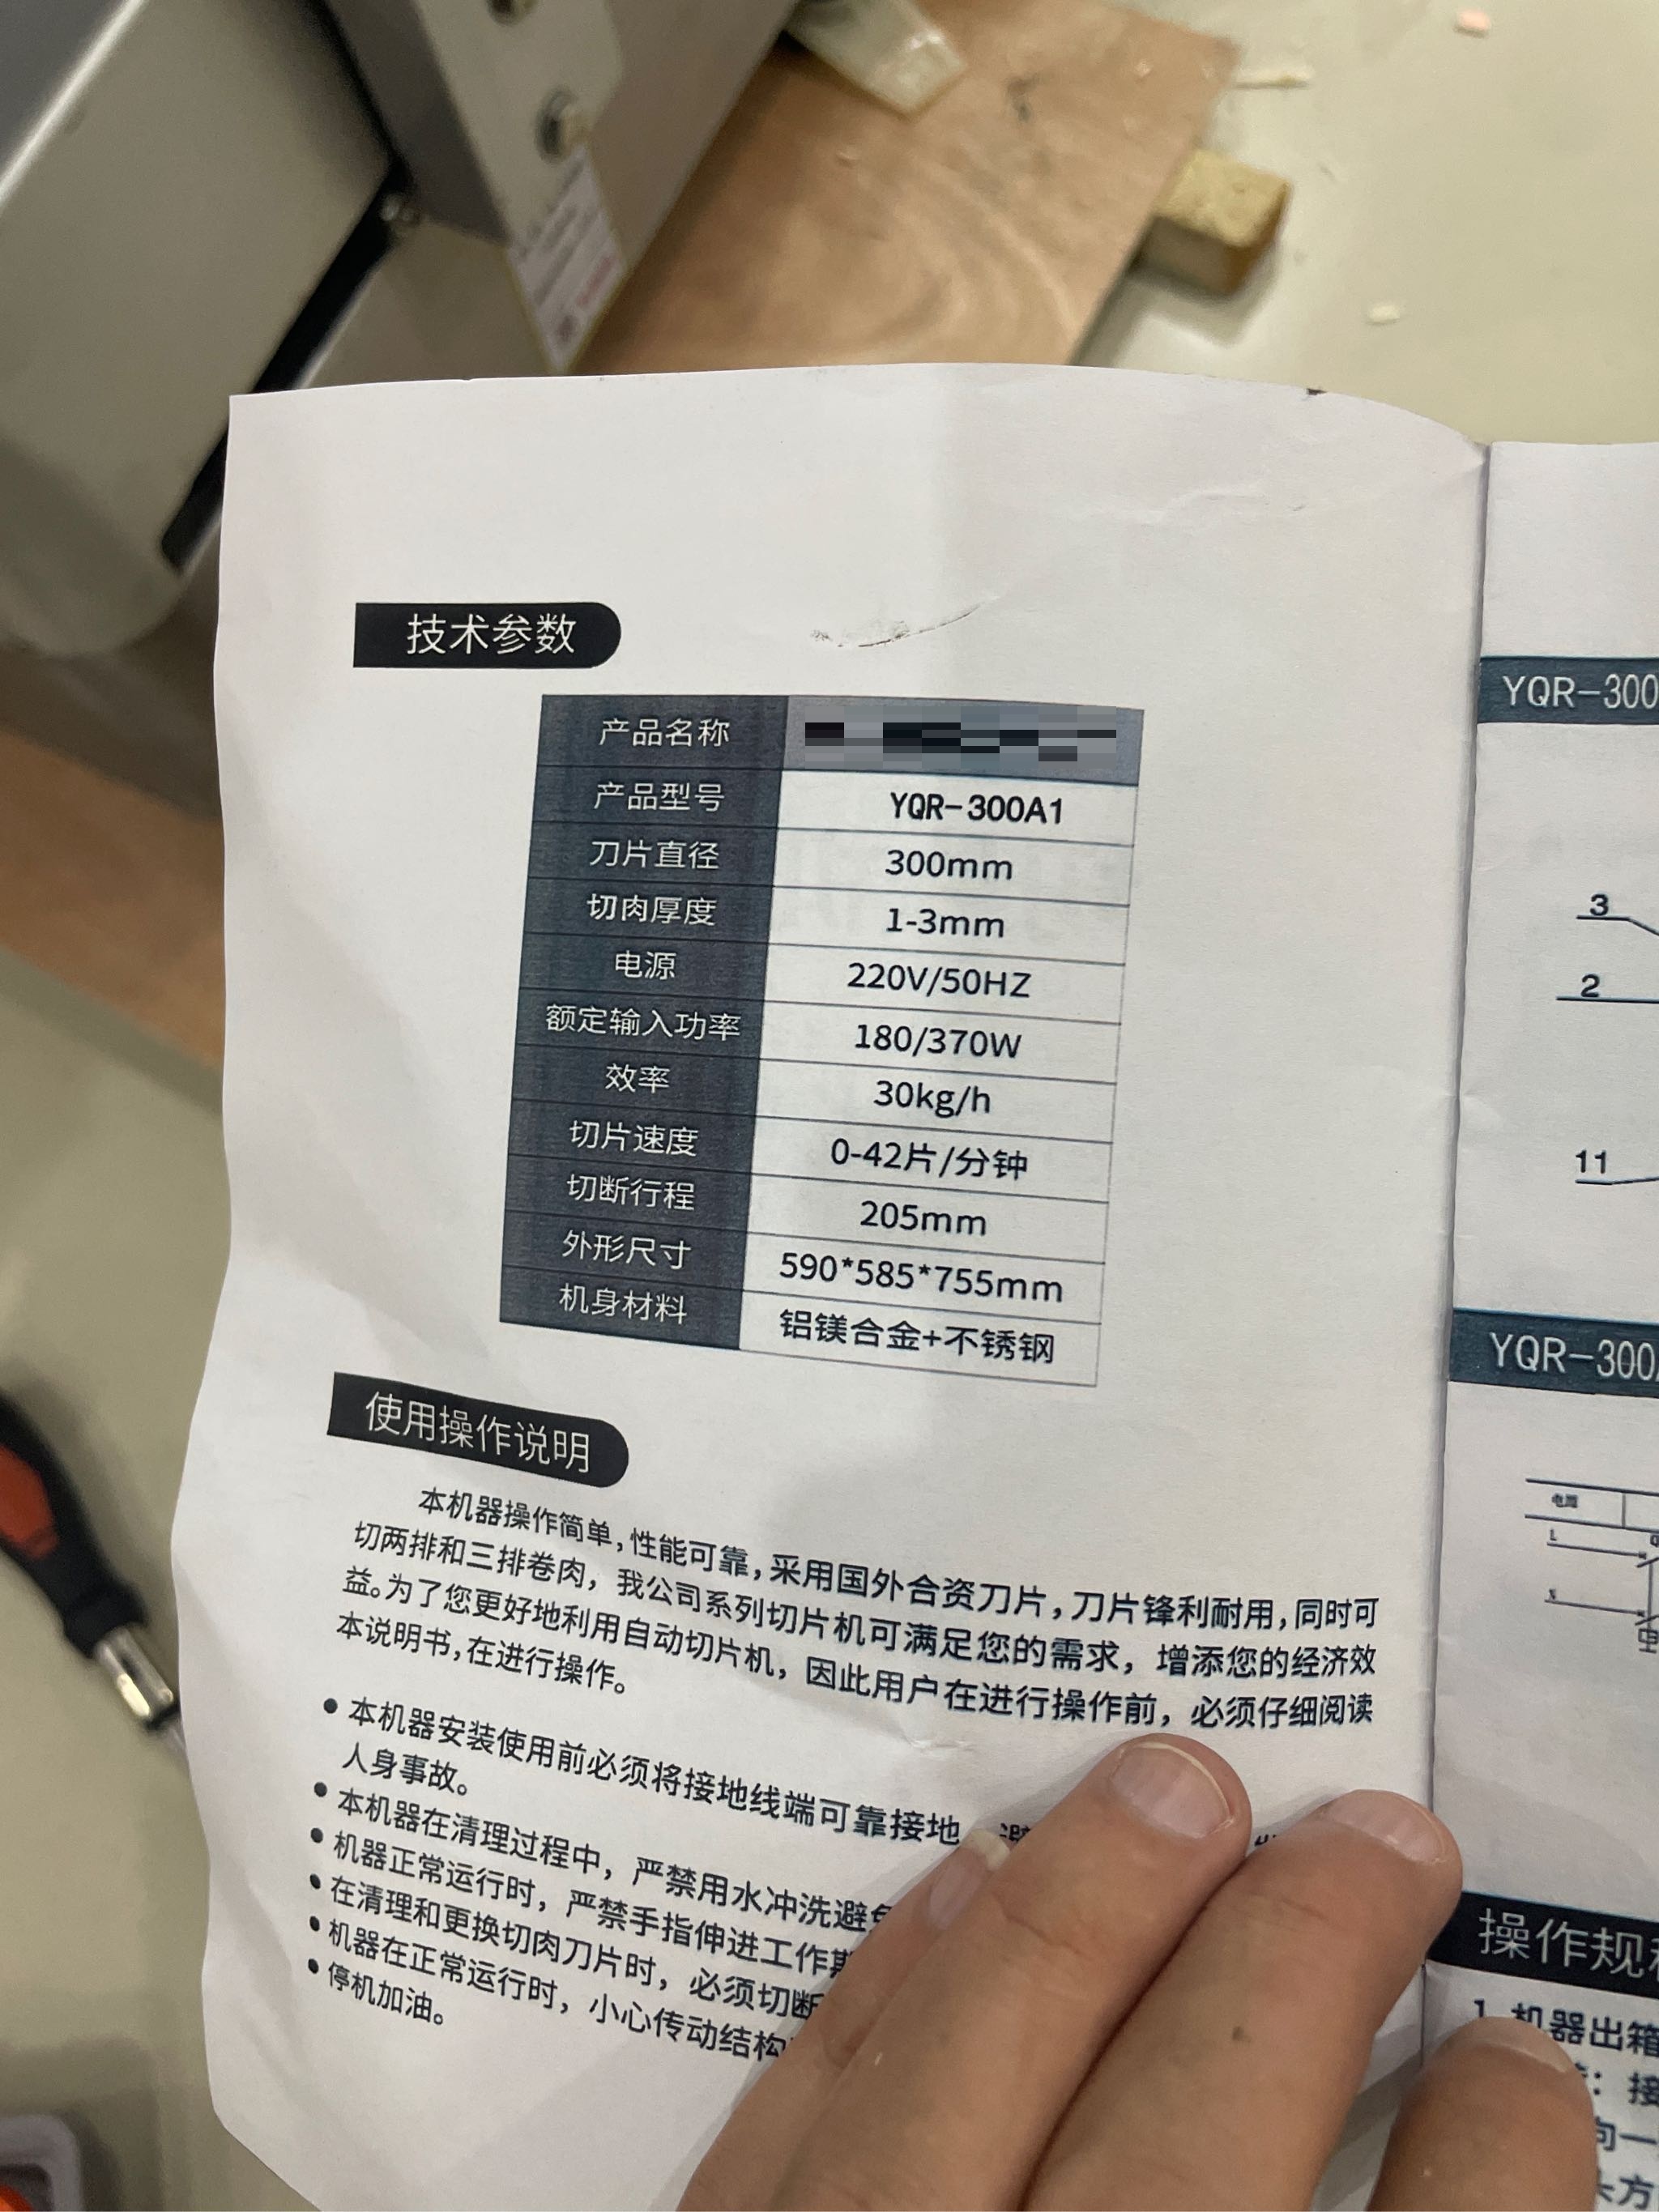 技术参数
产品名称
产品型号 YQR-300A1
刀片直径 300mm
切肉厚度 1-3mm
电源 220V/50HZ
额定输入功率 180/370W
效率 30kg/h
切片速度 0-42片/分钟
切断行程 205mm
外形尺寸 590*585*755mm
机身材料 铝镁合金+不锈钢
使用操作说明
本机器操作简单,性能可靠,采用国外合资刀片,刀片锋利耐用,同时可
切两排和三排卷肉，我公司系列切片机可满足您的需求，增添您的经济效
益。为了您更好地利用自动切片机，因此用户在进行操作前，必须仔细阅读
本说明书,在进行操作。
●本机器安装使用前必须将接地线端可靠接地
人身事故。
●本机器在清理过程中，严禁用水冲洗避
●机器正常运行时，严禁手指伸进工作
●在清理和更换切肉刀片时，必须切断
●机器在正常运行时，小心传动结构
●停机加油。
YQR-300
3
2
11
YQR-300
电源
L
操作规
1
机器出箱
：接
向一
头方